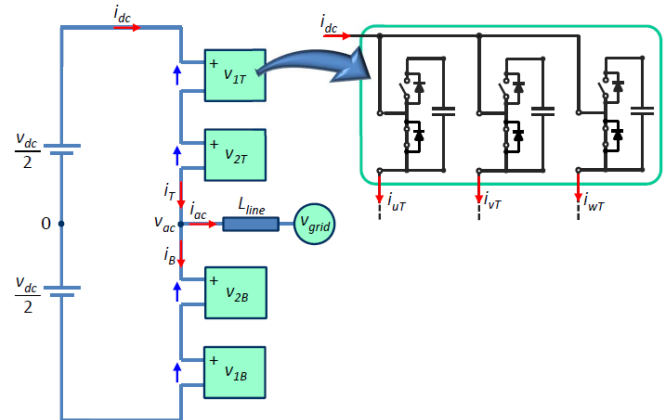 i_dc
i_dc
+
v_1T
v_dc
2
+
v_2T
i_T
i_ac
L_line
0
v_ac
v_grid
i_B
v_dc
2
+
v_2B
+
v_1B
i_uT
i_vT
i_wT